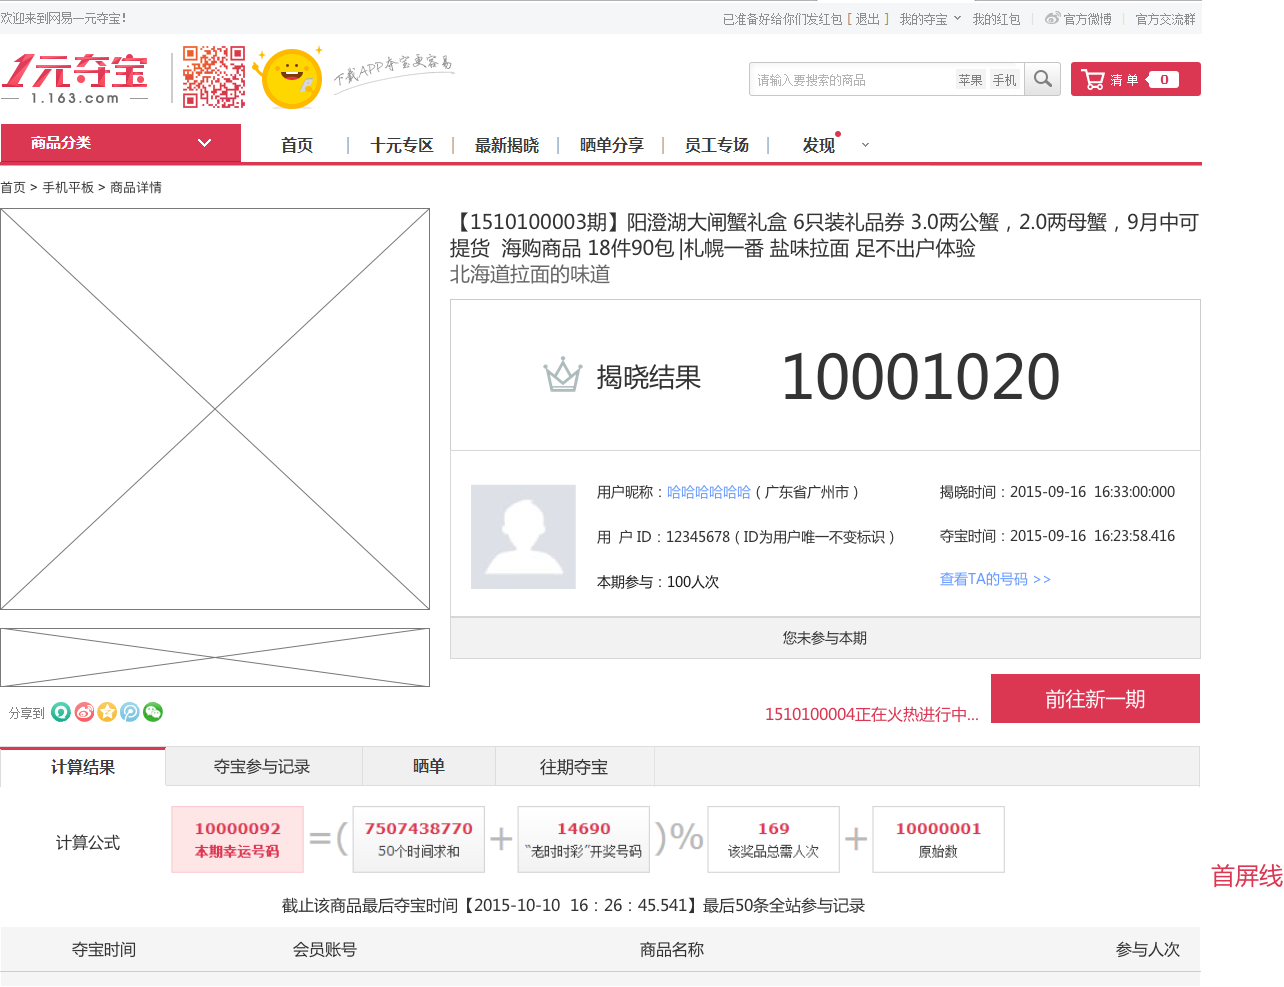 欢迎来到网易一元夺宝！
已准备好给你们发红包 [ 退出 ] 我的夺宝 我的红包 官方微博 官方交流群
1元夺宝
1.163.com
下载APP夺宝更容易
请输入要搜索的商品 苹果 手机
清单 0
商品分类 首页 十元专区 最新揭晓 晒单分享 员工专场 发现
首页 > 手机平板 > 商品详情
【1510100003期】阳澄湖大闸蟹礼盒 6只装礼品券 3.0两公蟹，2.0两母蟹，9月中可
提货 海购商品 18件90包 |札幌一番 盐味拉面 足不出户体验
北海道拉面的味道
揭晓结果 10001020
用户昵称：哈哈哈哈哈哈（广东省广州市） 揭晓时间：2015-09-16 16:33:00:000
用 户 ID：12345678（ID为用户唯一不变标识） 夺宝时间：2015-09-16 16:23:58.416
本期参与：100人次 查看TA的号码 >>
您未参与本期
分享到
1510100004正在火热进行中... 前往新一期
计算结果 夺宝参与记录 晒单 往期夺宝
计算公式
10000092 =( 7507438770 + 14690 )% 169 + 10000001
本期幸运号码 50个时间求和 “老时时彩”开奖号码 该奖品总需人次 原始数
首屏线
截止该商品最后夺宝时间【2015-10-10 16：26：45.541】最后50条全站参与记录
夺宝时间 会员账号 商品名称 参与人次